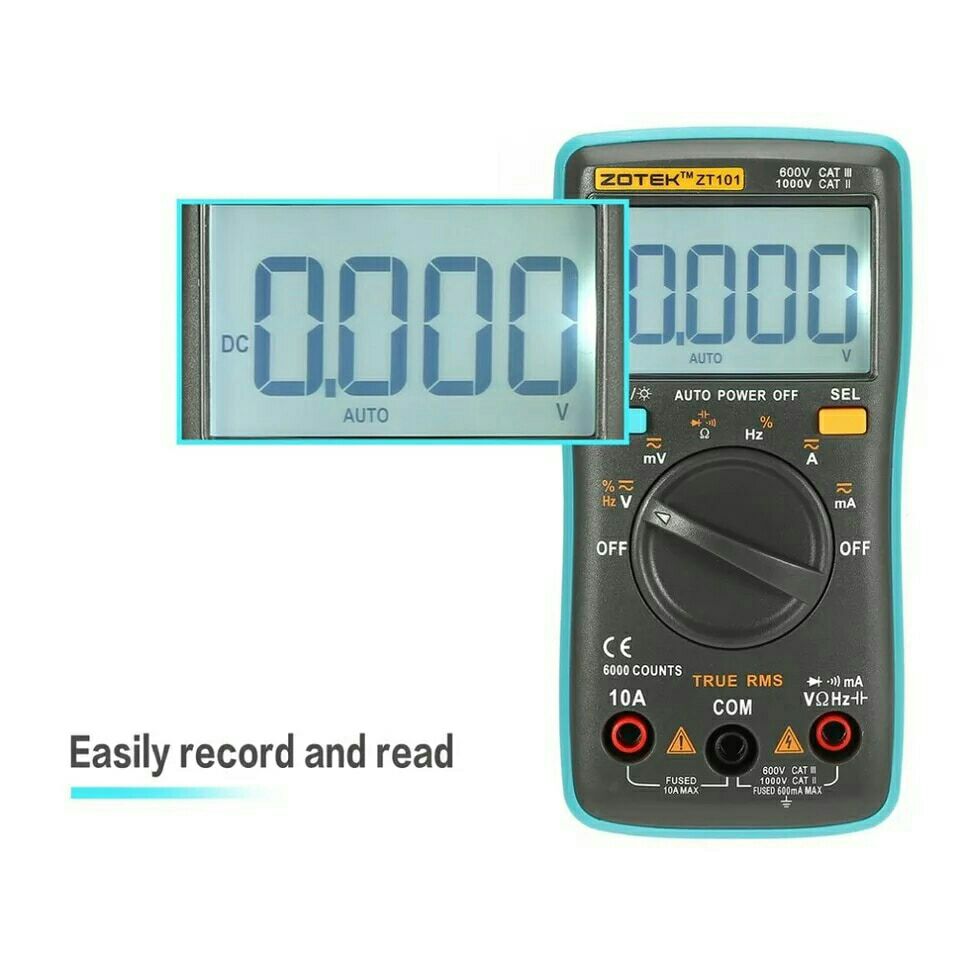 ZOTEK™ ZT101
600V CAT III
1000V CAT II
DC
0.000
AUTO
V
0.000
AUTO
V
AUTO POWER OFF
SEL
Ω
Hz
%
mV
A
%
Hz V
mA
OFF
OFF
CE
6000 COUNTS
TRUE RMS
mA
10A
COM
VΩHz
FUSED
10A MAX
600V CAT III
1000V CAT II
FUSED 600mA MAX
Easily record and read